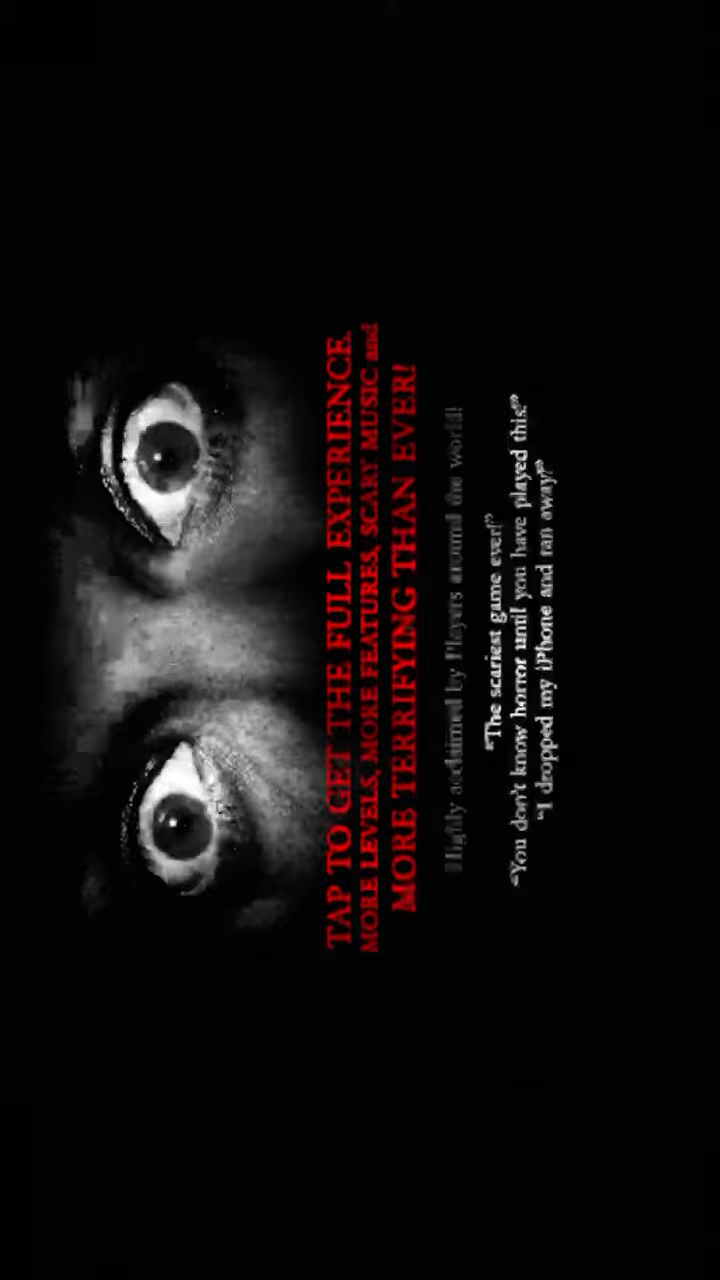 TAP TO GET THE FULL EXPERIENCE.
MORE LEVELS, MORE FEATURES, SCARY MUSIC and
MORE TERRIFYING THAN EVER!
Highly acclaimed by Players around the world!
"The scariest game ever!"
"You don't know horror until you have played this!"
"I dropped my iPhone and ran away!"